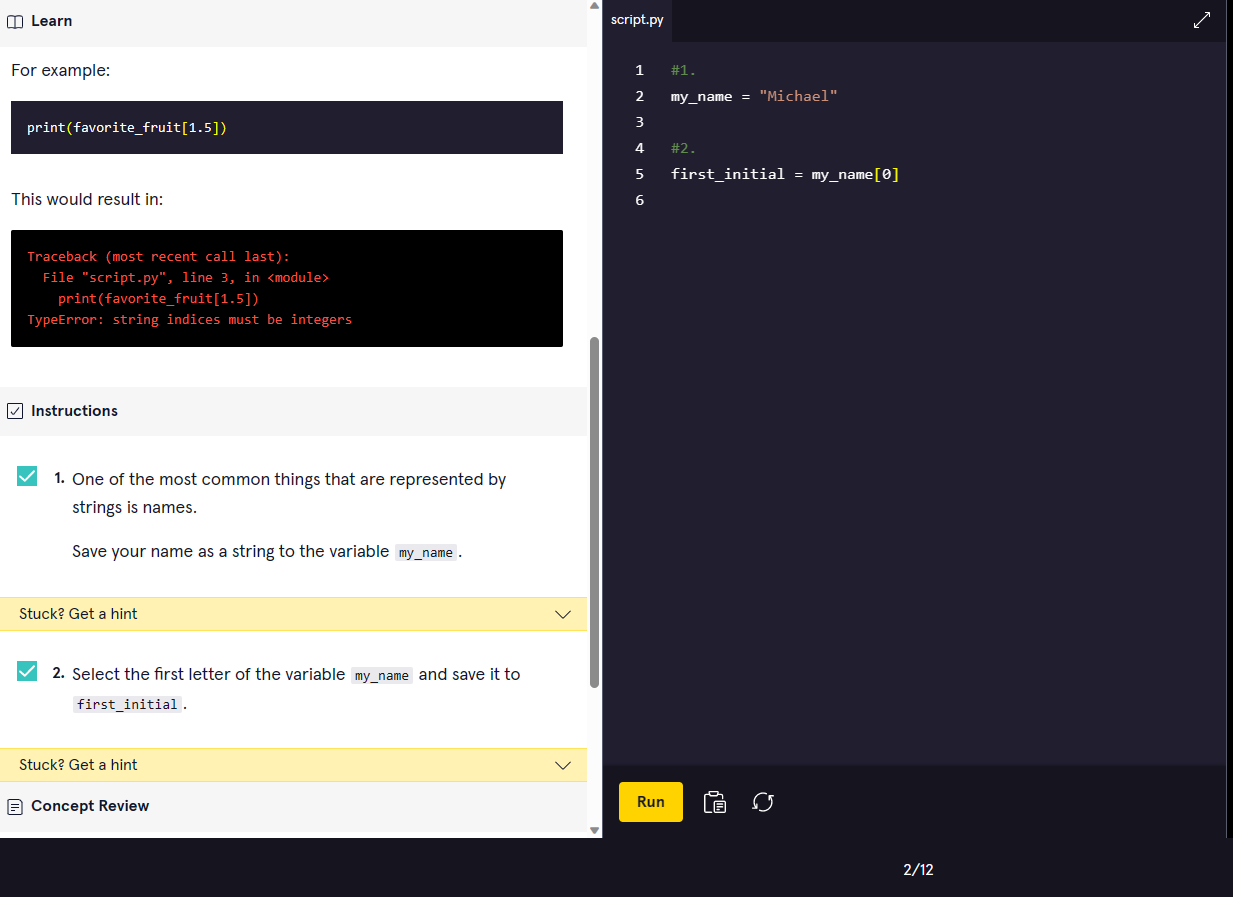 Learn
For example:
print(favorite_fruit[1.5])
This would result in:
Traceback (most recent call last):
  File "script.py", line 3, in <module>
    print(favorite_fruit[1.5])
TypeError: string indices must be integers
Instructions
1. One of the most common things that are represented by
strings is names.
Save your name as a string to the variable my_name.
Stuck? Get a hint
2. Select the first letter of the variable my_name and save it to
first_initial.
Stuck? Get a hint
Concept Review
script.py
1 #1.
2 my_name = "Michael"
3
4 #2.
5 first_initial = my_name[0]
6
Run
2/12